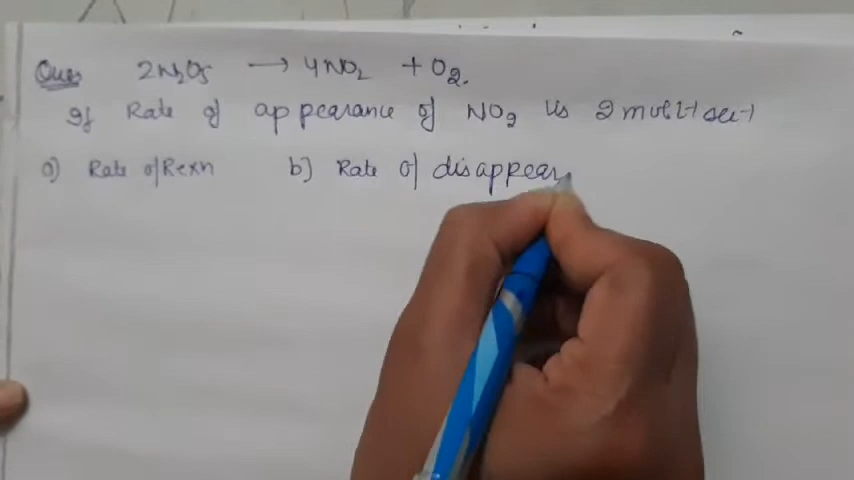 Ques 2N2O5 → 4NO2 + O2.
If Rate of appearance of NO2 is 2 mol L-1 sec-1
a) Rate of Rexn b) Rate of disappear